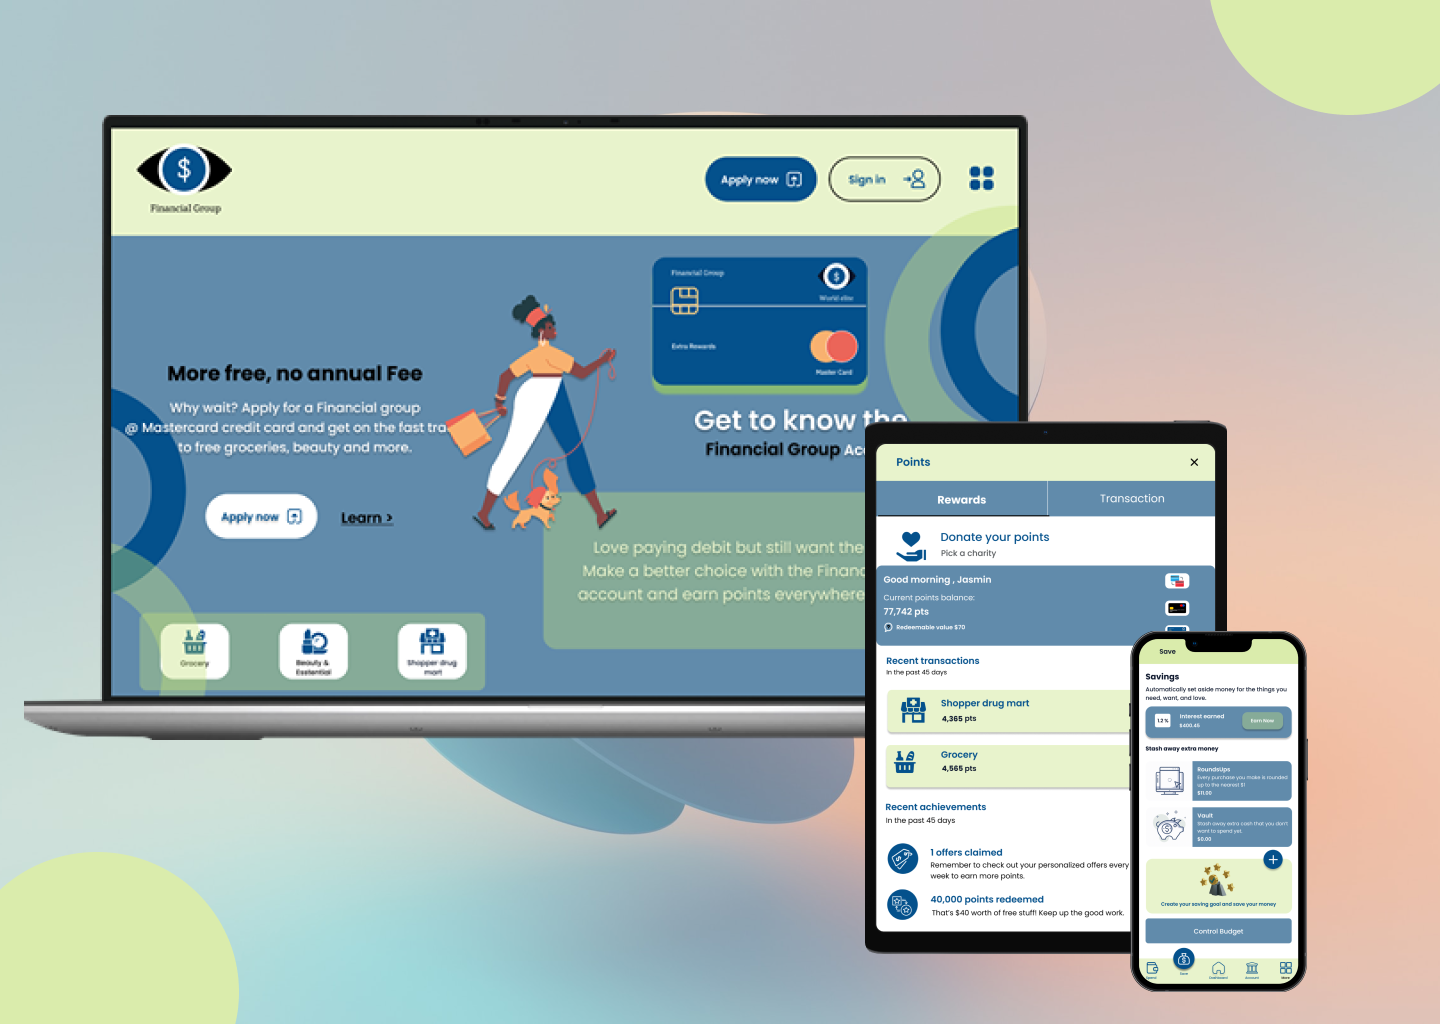 $
Financial Group
Apply now
Sign in
More free, no annual Fee
Why wait? Apply for a Financial group
@ Mastercard credit card and get on the fast tra
to free groceries, beauty and more.
Apply now
Learn >
Grocery
Beauty &
Esstential
Shopper drug
mart
Financial Group
$
World elite
Extra Rewards
Master Card
Get to know the
Financial Group Acc
Love paying debit but still want the
Make a better choice with the Financ
account and earn points everywhere
Points
Rewards
Transaction
Donate your points
Pick a charity
Good morning , Jasmin
Current points balance:
77,742 pts
Redeemable value $70
Recent transactions
In the past 45 days
Shopper drug mart
4,365 pts
Grocery
4,565 pts
Recent achievements
In the past 45 days
1 offers claimed
Remember to check out your personalized offers every
week to earn more points.
40,000 points redeemed
That's $40 worth of free stuff! Keep up the good work.
Save
Savings
Automatically set aside money for the things you
need, want, and love.
1.2 %
Interest earned
$400.45
Earn Now
Stash away extra money
RoundsUps
Every purchase you make is rounded
up to the nearest $1
$11.00
Vault
Stash away extra cash that you don't
want to spend yet.
$0.00
Create your saving goal and save your money
Control Budget
Save
Dashboard
Account
More